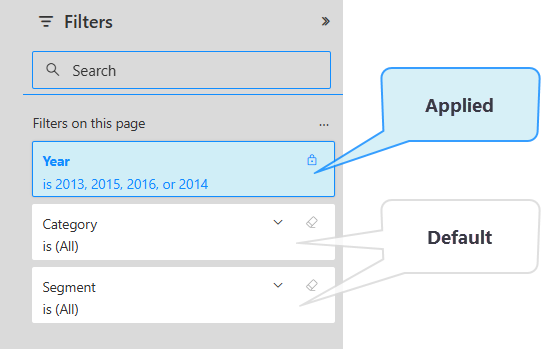 Filters
Search
Filters on this page
...
Year
is 2013, 2015, 2016, or 2014
Category
is (All)
Segment
is (All)
Applied
Default